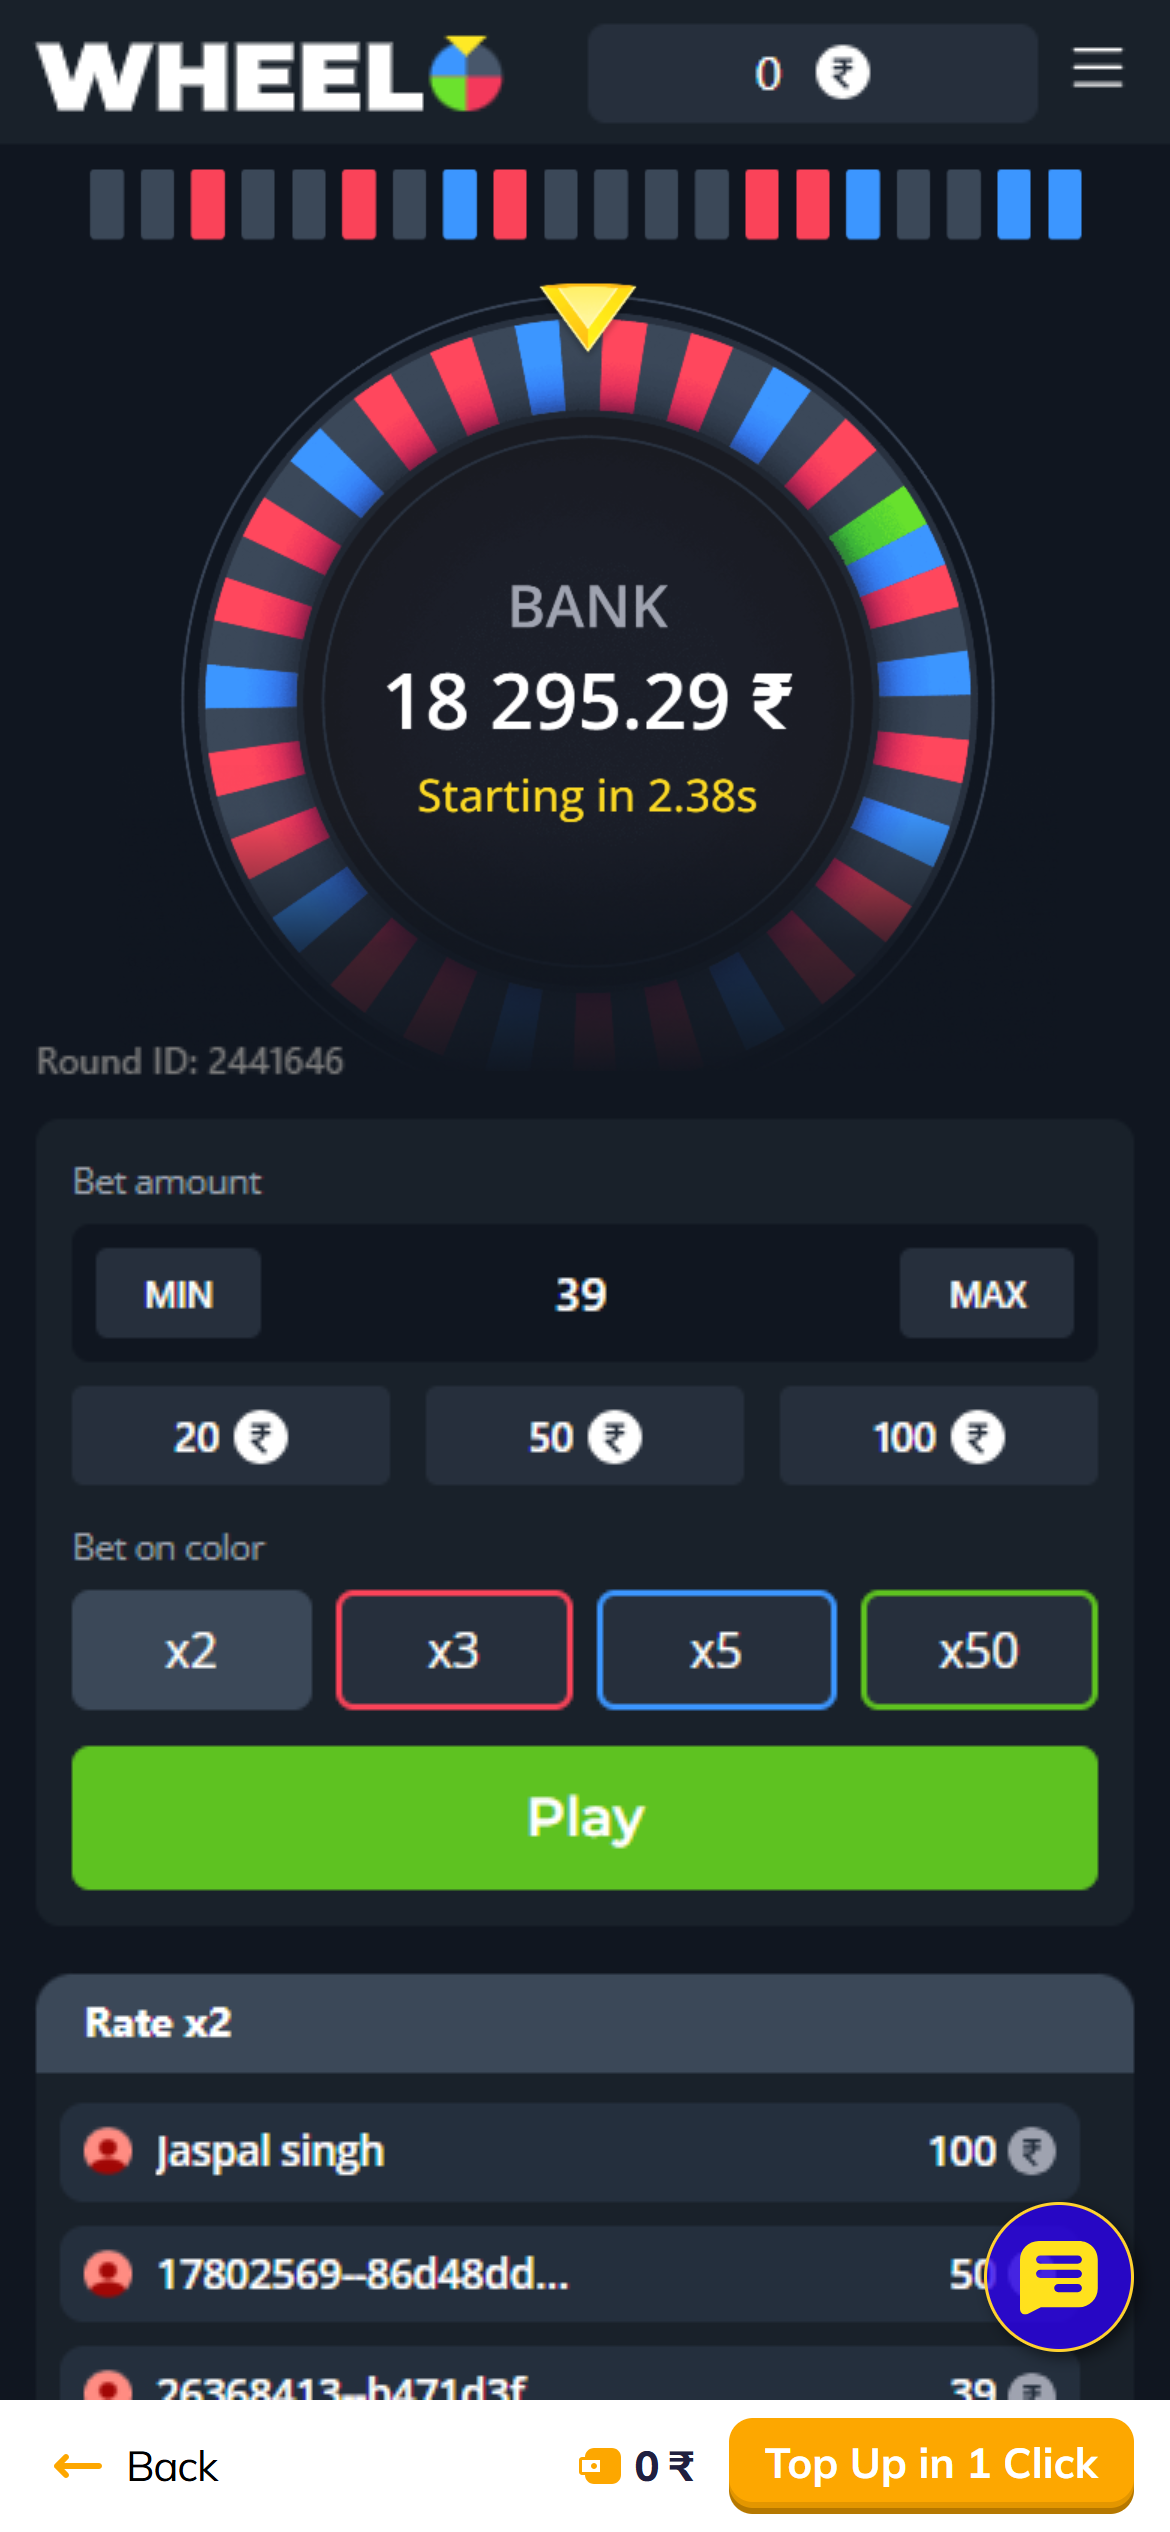 WHEEL
0 ₹
BANK
18 295.29 ₹
Starting in 2.38s
Round ID: 2441646
Bet amount
MIN 39 MAX
20 ₹ 50 ₹ 100 ₹
Bet on color
x2 x3 x5 x50
Play
Rate x2
Jaspal singh 100 ₹
17802569--86d48dd... 50
26368413--b471d3f 39 ₹
Back 0 ₹ Top Up in 1 Click